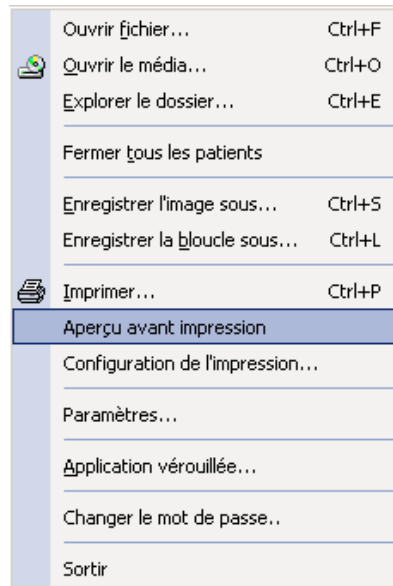 Ouvrir fichier... Ctrl+F
Ouvrir le média... Ctrl+O
Explorer le dossier... Ctrl+E
Fermer tous les patients
Enregistrer l'image sous... Ctrl+S
Enregistrer la bloucle sous... Ctrl+L
Imprimer... Ctrl+P
Aperçu avant impression
Configuration de l'impression...
Paramètres...
Application vérouillée...
Changer le mot de passe..
Sortir